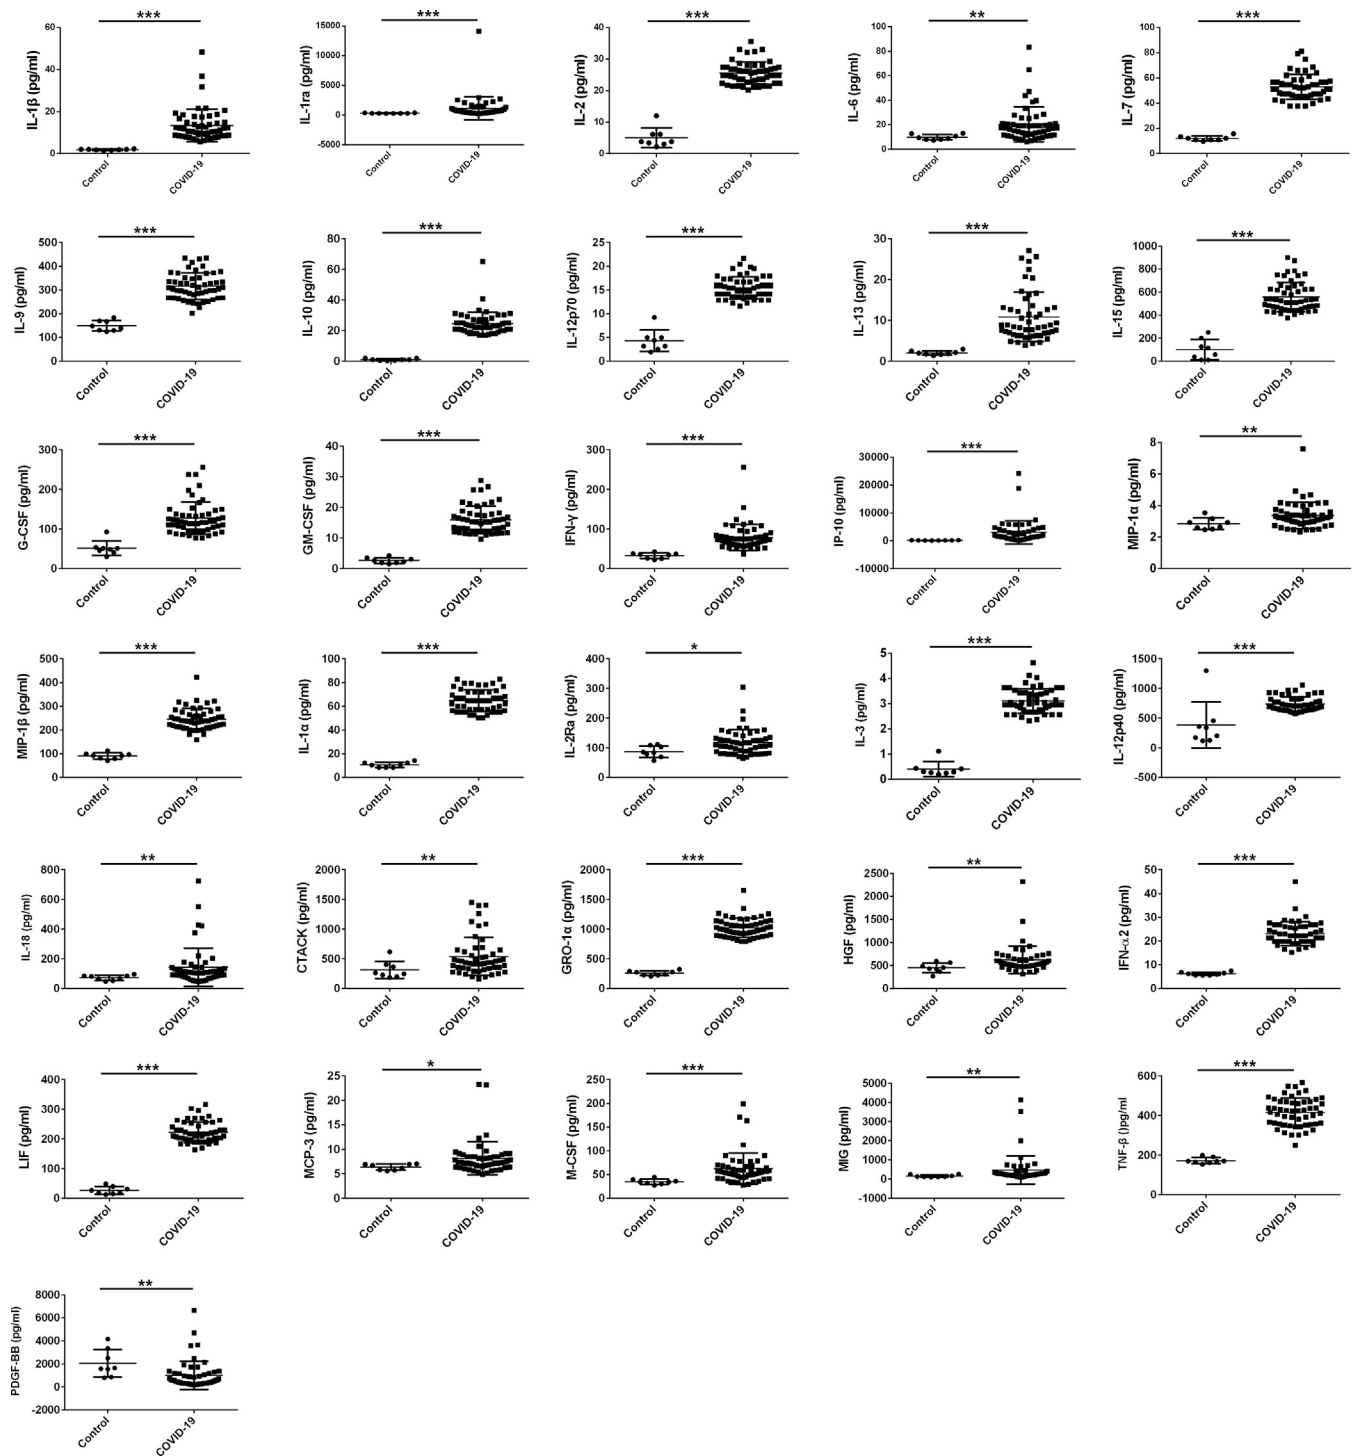 ***
IL-1β (pg/ml)
60
40
20
0
Control
COVID-19
***
IL-1ra (pg/ml)
15000
10000
5000
0
-5000
Control
COVID-19
***
IL-2 (pg/ml)
40
30
20
10
0
Control
COVID-19
**
IL-6 (pg/ml)
100
80
60
40
20
0
Control
COVID-19
***
IL-7 (pg/ml)
100
80
60
40
20
0
Control
COVID-19
***
IL-9 (pg/ml)
500
400
300
200
100
0
Control
COVID-19
***
IL-10 (pg/ml)
80
60
40
20
0
Control
COVID-19
***
IL-12p70 (pg/ml)
25
20
15
10
5
0
Control
COVID-19
***
IL-13 (pg/ml)
30
20
10
0
Control
COVID-19
***
IL-15 (pg/ml)
1000
800
600
400
200
0
Control
COVID-19
***
G-CSF (pg/ml)
300
200
100
0
Control
COVID-19
***
GM-CSF (pg/ml)
40
30
20
10
0
Control
COVID-19
***
IFN-γ (pg/ml)
300
200
100
0
Control
COVID-19
***
IP-10 (pg/ml)
30000
20000
10000
0
-10000
Control
COVID-19
**
MIP-1α (pg/ml)
8
6
4
2
0
Control
COVID-19
***
MIP-1β (pg/ml)
500
400
300
200
100
0
Control
COVID-19
***
IL-1α (pg/ml)
100
80
60
40
20
0
Control
COVID-19
*
IL-2Ra (pg/ml)
400
300
200
100
0
Control
COVID-19
***
IL-3 (pg/ml)
5
4
3
2
1
0
Control
COVID-19
***
IL-12p40 (pg/ml)
1500
1000
500
0
-500
Control
COVID-19
**
IL-18 (pg/ml)
800
600
400
200
0
Control
COVID-19
**
CTACK (pg/ml)
2000
1500
1000
500
0
Control
COVID-19
***
GRO-1α (pg/ml)
2000
1500
1000
500
0
Control
COVID-19
**
HGF (pg/ml)
2500
2000
1500
1000
500
0
Control
COVID-19
***
IFN-α2 (pg/ml)
50
40
30
20
10
0
Control
COVID-19
***
LIF (pg/ml)
400
300
200
100
0
Control
COVID-19
*
MCP-3 (pg/ml)
25
20
15
10
5
0
Control
COVID-19
***
M-CSF (pg/ml)
250
200
150
100
50
0
Control
COVID-19
**
MIG (pg/ml)
5000
4000
3000
2000
1000
0
-1000
Control
COVID-19
***
TNF-β ()pg/ml
600
400
200
0
Control
COVID-19
**
PDGF-BB (pg/ml)
8000
6000
4000
2000
0
-2000
Control
COVID-19